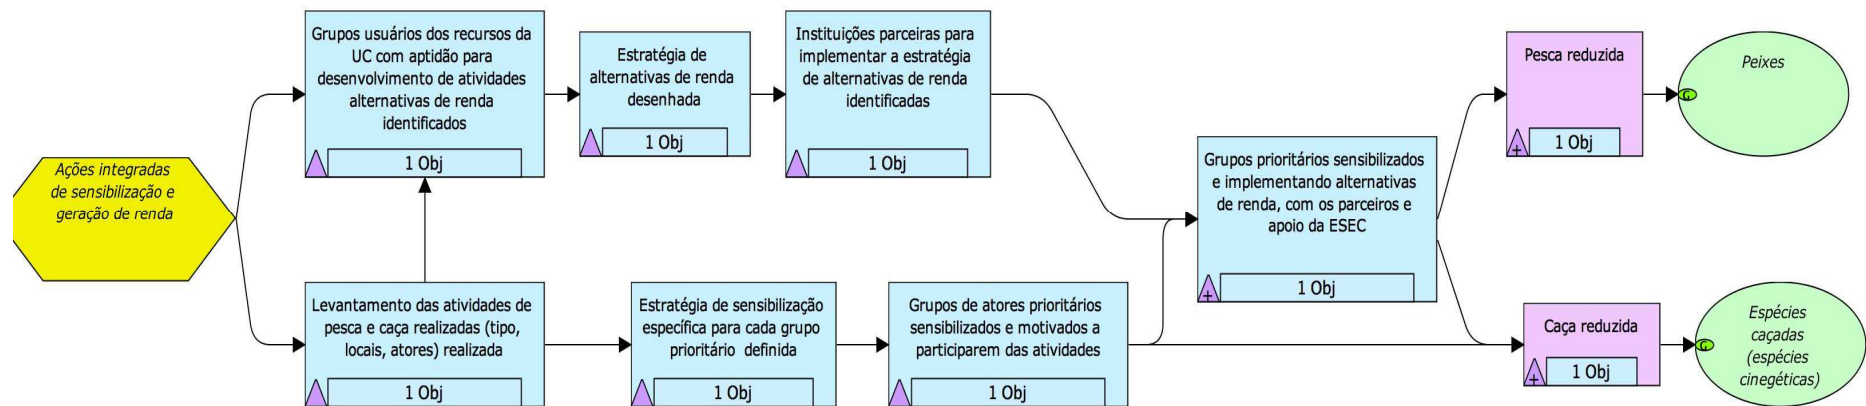 Ações integradas
de sensibilização e
geração de renda
Grupos usuários dos recursos da
UC com aptidão para
desenvolvimento de atividades
alternativas de renda
identificados
1 Obj
Estratégia de
alternativas de renda
desenhada
1 Obj
Instituições parceiras para
implementar a estratégia
de alternativas de renda
identificadas
1 Obj
Levantamento das atividades de
pesca e caça realizadas (tipo,
locais, atores) realizada
1 Obj
Estratégia de sensibilização
específica para cada grupo
prioritário definida
1 Obj
Grupos de atores prioritários
sensibilizados e motivados a
participarem das atividades
1 Obj
Grupos prioritários sensibilizados
e implementando alternativas
de renda, com os parceiros e
apoio da ESEC
+
1 Obj
Pesca reduzida
+
1 Obj
Peixes
G
Caça reduzida
+
1 Obj
Espécies
caçadas
(espécies
cinegéticas)
G